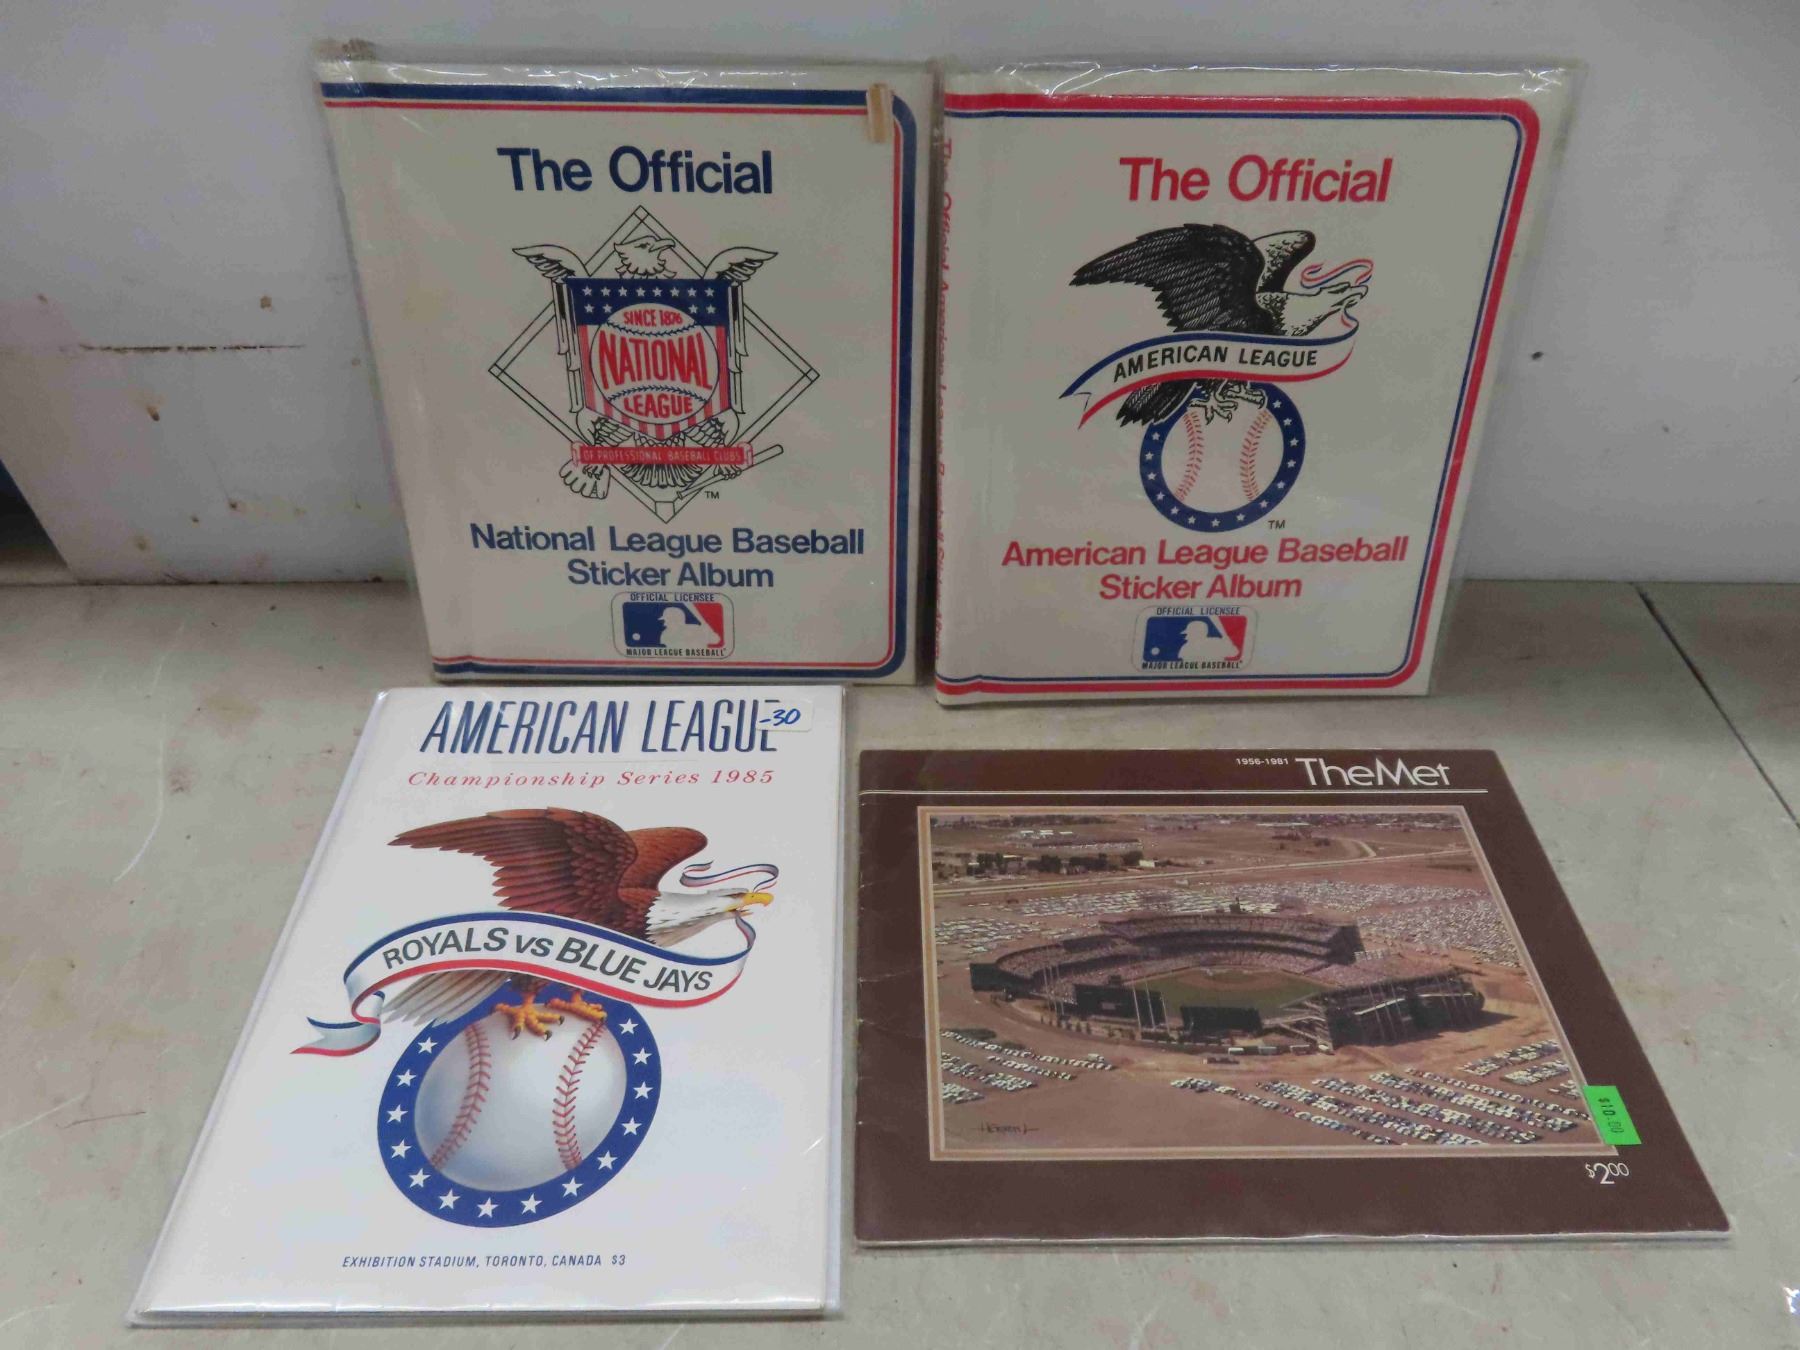 The Official
SINCE 1876
NATIONAL
LEAGUE
OF PROFESSIONAL BASEBALL CLUBS
TM
National League Baseball
Sticker Album
OFFICIAL LICENSEE
MAJOR LEAGUE BASEBALL
The Official
AMERICAN LEAGUE
TM
American League Baseball
Sticker Album
OFFICIAL LICENSEE
MAJOR LEAGUE BASEBALL
AMERICAN LEAGUE
-30
Championship Series 1985
ROYALS vs BLUE JAYS
EXHIBITION STADIUM, TORONTO, CANADA $3
1956-1981 TheMet
$10.00
$2.00